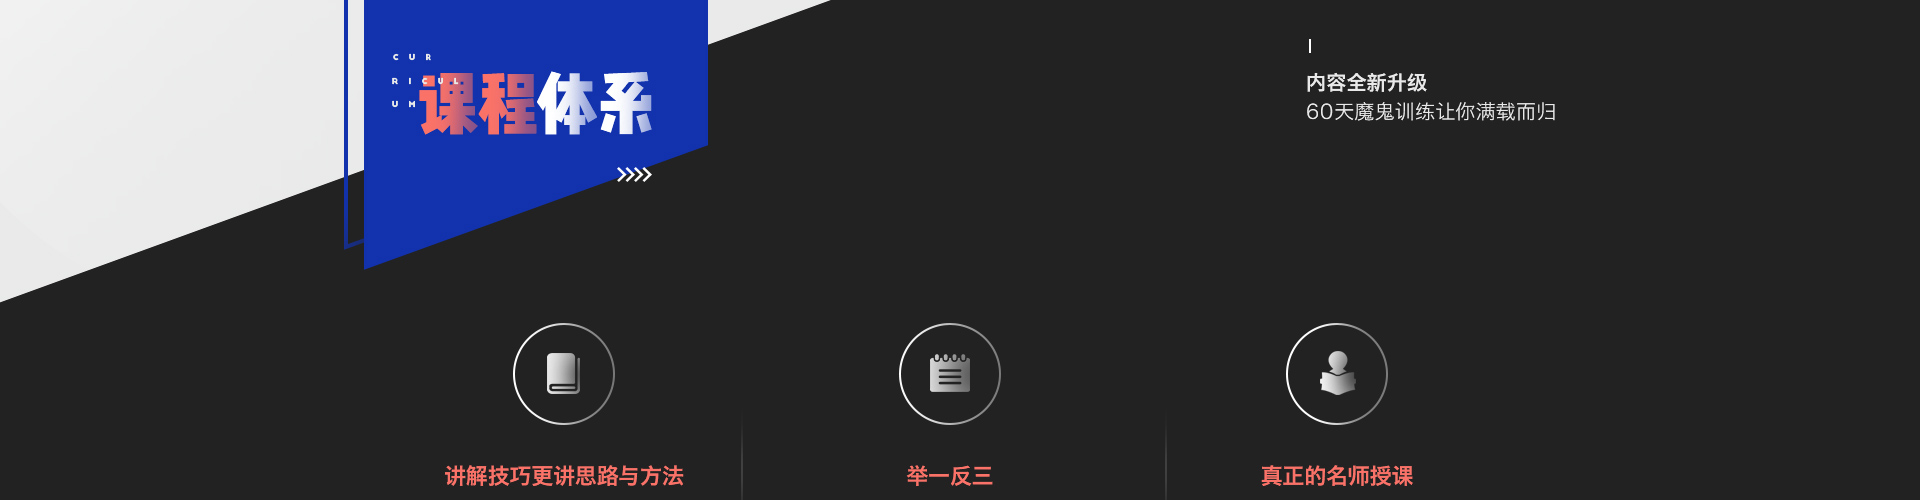 CUR
RICUL
UM
课程体系
内容全新升级
60天魔鬼训练让你满载而归
讲解技巧更讲思路与方法
举一反三
真正的名师授课